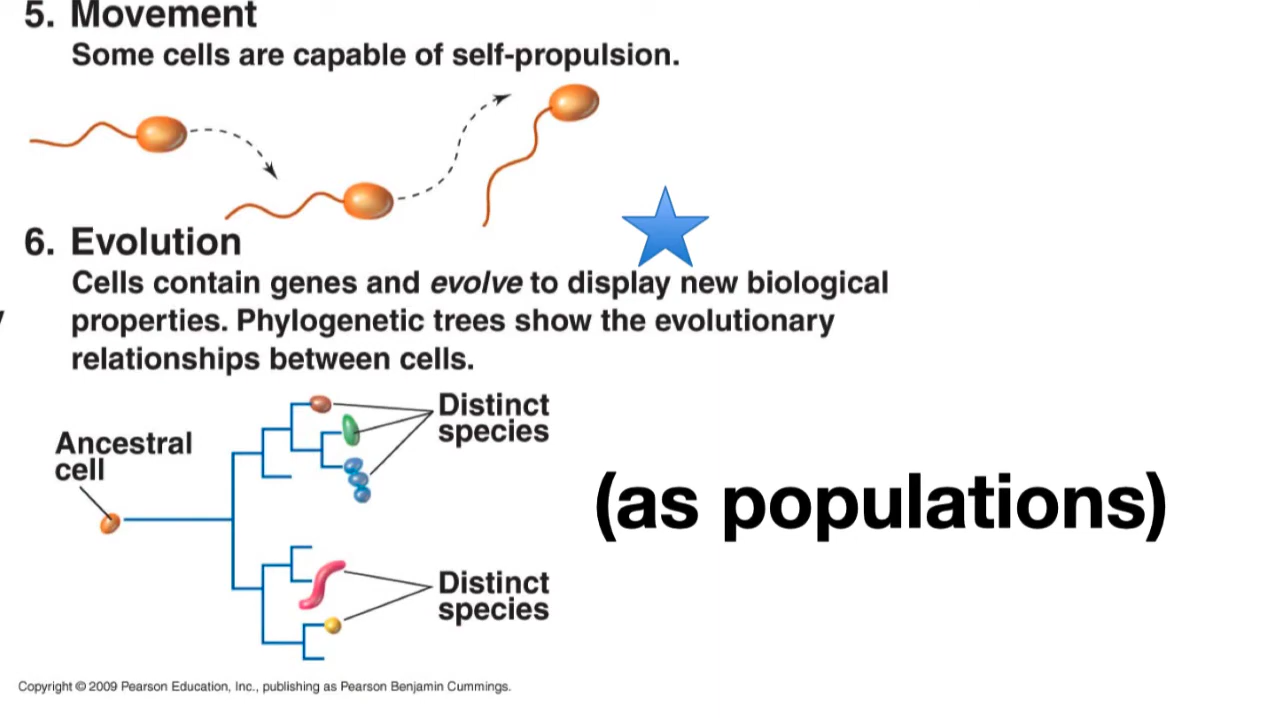 5. Movement
Some cells are capable of self-propulsion.
6. Evolution
Cells contain genes and evolve to display new biological
properties. Phylogenetic trees show the evolutionary
relationships between cells.
Distinct
species
Ancestral
cell
(as populations)
Distinct
species
Copyright © 2009 Pearson Education, Inc., publishing as Pearson Benjamin Cummings.